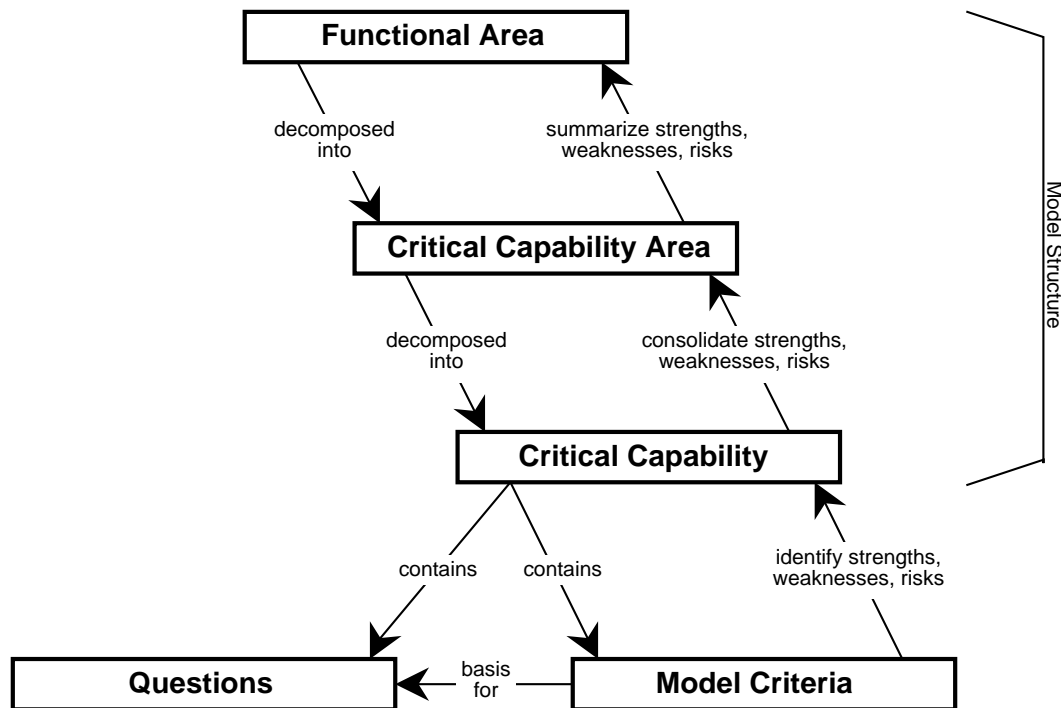 Functional Area
decomposed
into
summarize strengths,
weaknesses, risks
Critical Capability Area
decomposed
into
consolidate strengths,
weaknesses, risks
Model Structure
Critical Capability
contains
contains
identify strengths,
weaknesses, risks
Questions
basis
for
Model Criteria